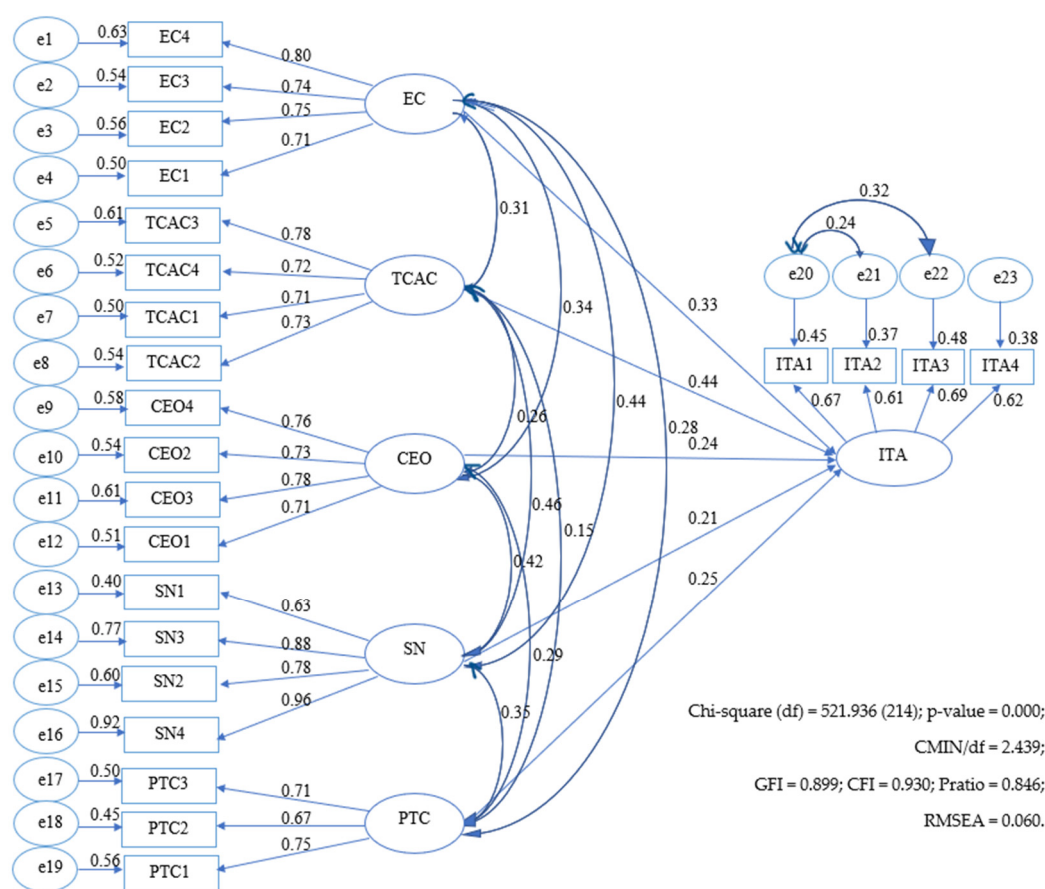 e1 0.63 EC4
e2 0.54 EC3
e3 0.56 EC2
e4 0.50 EC1
0.80
0.74
0.75
0.71
EC
e5 0.61 TCAC3
e6 0.52 TCAC4
e7 0.50 TCAC1
e8 0.54 TCAC2
0.78
0.72
0.71
0.73
TCAC
e9 0.58 CEO4
e10 0.54 CEO2
e11 0.61 CEO3
e12 0.51 CEO1
0.76
0.73
0.78
0.71
CEO
e13 0.40 SN1
e14 0.77 SN3
e15 0.60 SN2
e16 0.92 SN4
0.63
0.88
0.78
0.96
SN
e17 0.50 PTC3
e18 0.45 PTC2
e19 0.56 PTC1
0.71
0.67
0.75
PTC
0.31
0.34
0.44
0.28
0.26
0.46
0.15
0.42
0.29
0.35
0.33
0.44
0.24
0.21
0.25
0.32
0.24
e20 e21 e22 e23
0.45 0.37 0.48 0.38
ITA1 ITA2 ITA3 ITA4
0.67 0.61 0.69 0.62
ITA
Chi-square (df) = 521.936 (214); p-value = 0.000;
CMIN/df = 2.439;
GFI = 0.899; CFI = 0.930; Pratio = 0.846;
RMSEA = 0.060.